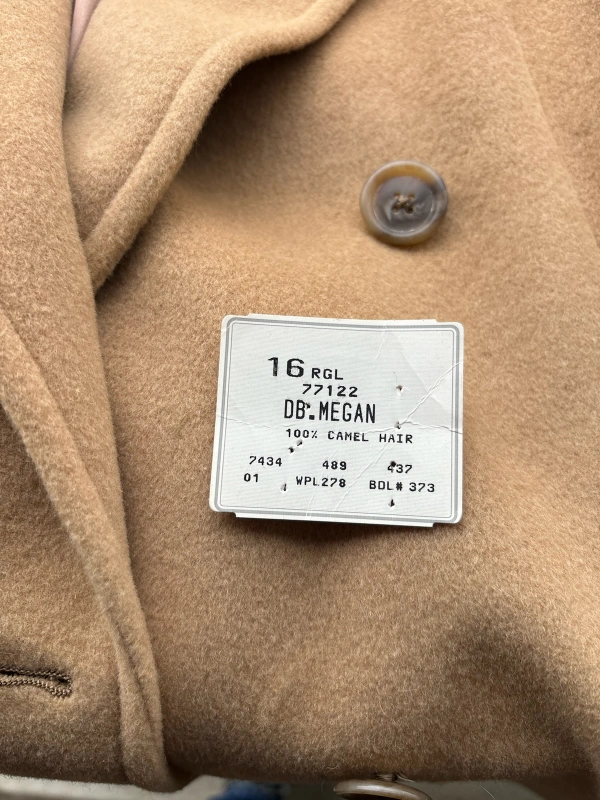 16 RGL
77122
DB.MEGAN
100% CAMEL HAIR
7434 489 437
01 WPL278 BDL# 373